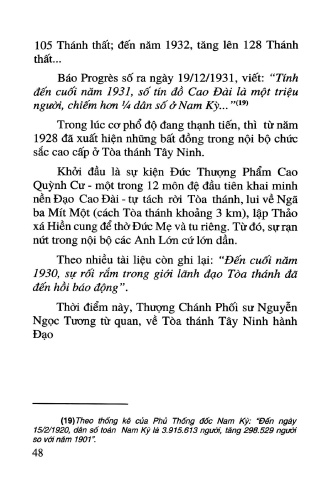 105 Thánh thất; đến năm 1932, tăng lên 128 Thánh
thất...
Báo Progrès số ra ngày 19/12/1931, viết: “Tính
đến cuối năm 1931, số tín đồ Cao Đài là một triệu
người, chiếm hơn ¼ dân số ở Nam Kỳ...”(19)
Trong lúc cơ phổ độ đang thạnh tiến, thì từ năm
1928 đã xuất hiện những bất đồng trong nội bộ chức
sắc cao cấp ở Tòa thánh Tây Ninh.
Khởi đầu là sự kiện Đức Thượng Phẩm Cao
Quỳnh Cư - một trong 12 môn đệ đầu tiên khai minh
nền Đạo Cao Đài - tự tách rời Tòa thánh, lui về Ngã
ba Mít Một (cách Tòa thánh khoảng 3 km), lập Thảo
xá Hiền cung để thờ Đức Mẹ và tu riêng. Từ đó, sự rạn
nứt trong nội bộ các Anh Lớn cứ lớn dần.
Theo nhiều tài liệu còn ghi lại: “Đến cuối năm
1930, sự rối rắm trong giới lãnh đạo Tòa thánh đã
đến hồi báo động”.
Thời điểm này, Thượng Chánh Phối sư Nguyễn
Ngọc Tương từ quan, về Tòa thánh Tây Ninh hành
Đạo
(19)Theo thống kê của Phủ Thống đốc Nam Kỳ: “Đến ngày
15/2/1920, dân số toàn Nam Kỳ là 3.915.613 người, tăng 298.529 người
so với năm 1901”.
48